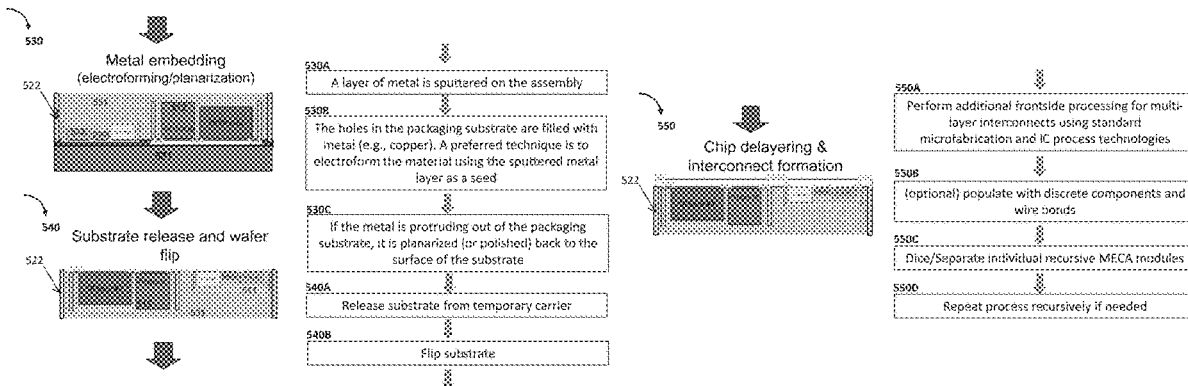 530
Metal embedding
(electroforming/planarization)
522
540
Substrate release and wafer
flip
522
530A
A layer of metal is sputtered on the assembly
530B
The holes in the packaging substrate are filled with
metal (e.g., copper). A preferred technique is to
electroform the material using the sputtered metal
layer as a seed
530C
If the metal is protruding out of the packaging
substrate, it is planarized (or polished) back to the
surface of the substrate
540A
Release substrate from temporary carrier
540B
Flip substrate
550
Chip delayering &
interconnect formation
522
550A
Perform additional frontside processing for multi-
layer interconnects using standard
microfabrication and IC process technologies
550B
(optional) populate with discrete components and
wire bonds
550C
Dice/Separate individual recursive MECA modules
550D
Repeat process recursively if needed